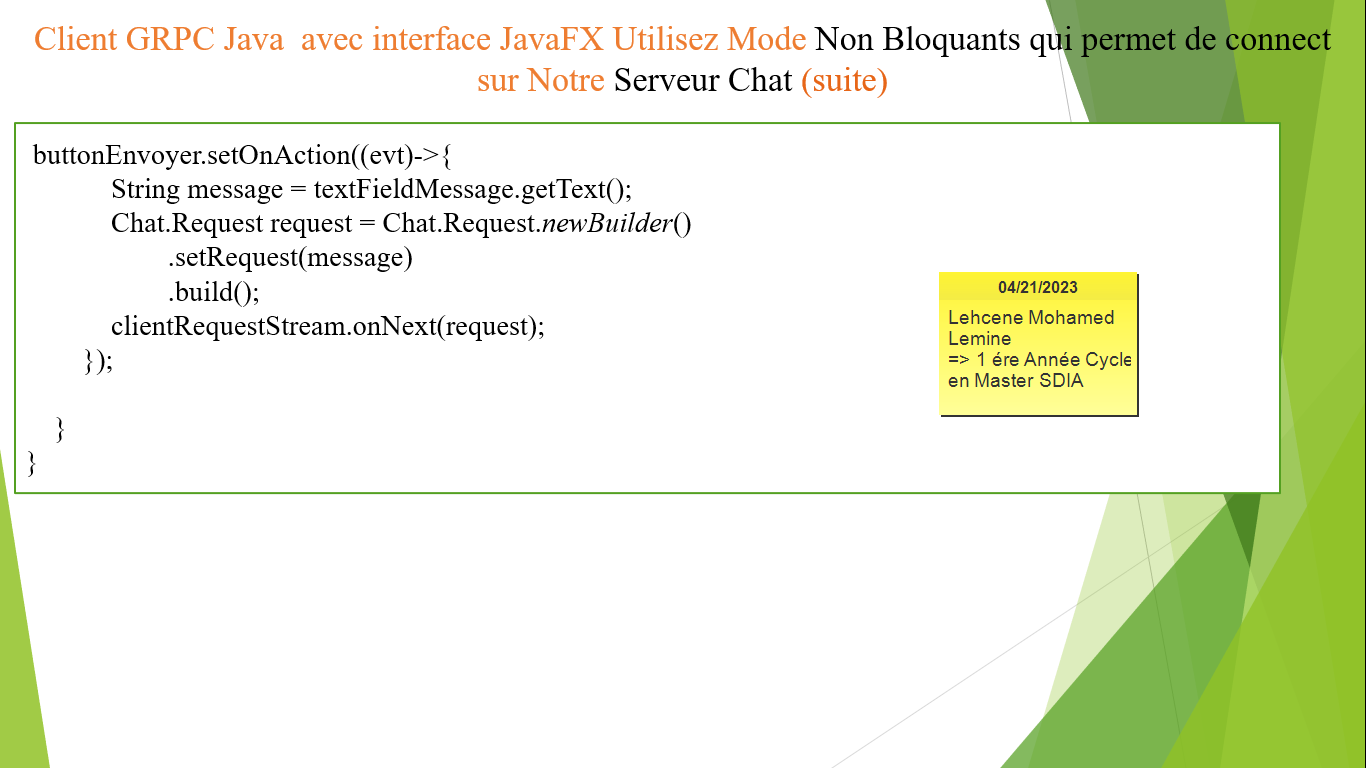 Client GRPC Java  avec interface JavaFX Utilisez Mode Non Bloquants qui permet de connect
sur Notre Serveur Chat (suite)
buttonEnvoyer.setOnAction((evt)->{
String message = textFieldMessage.getText();
Chat.Request request = Chat.Request.newBuilder()
.setRequest(message)
.build();
clientRequestStream.onNext(request);
});
}
}
04/21/2023
Lehcene Mohamed
Lemine
=> 1 ére Année Cycle
en Master SDIA